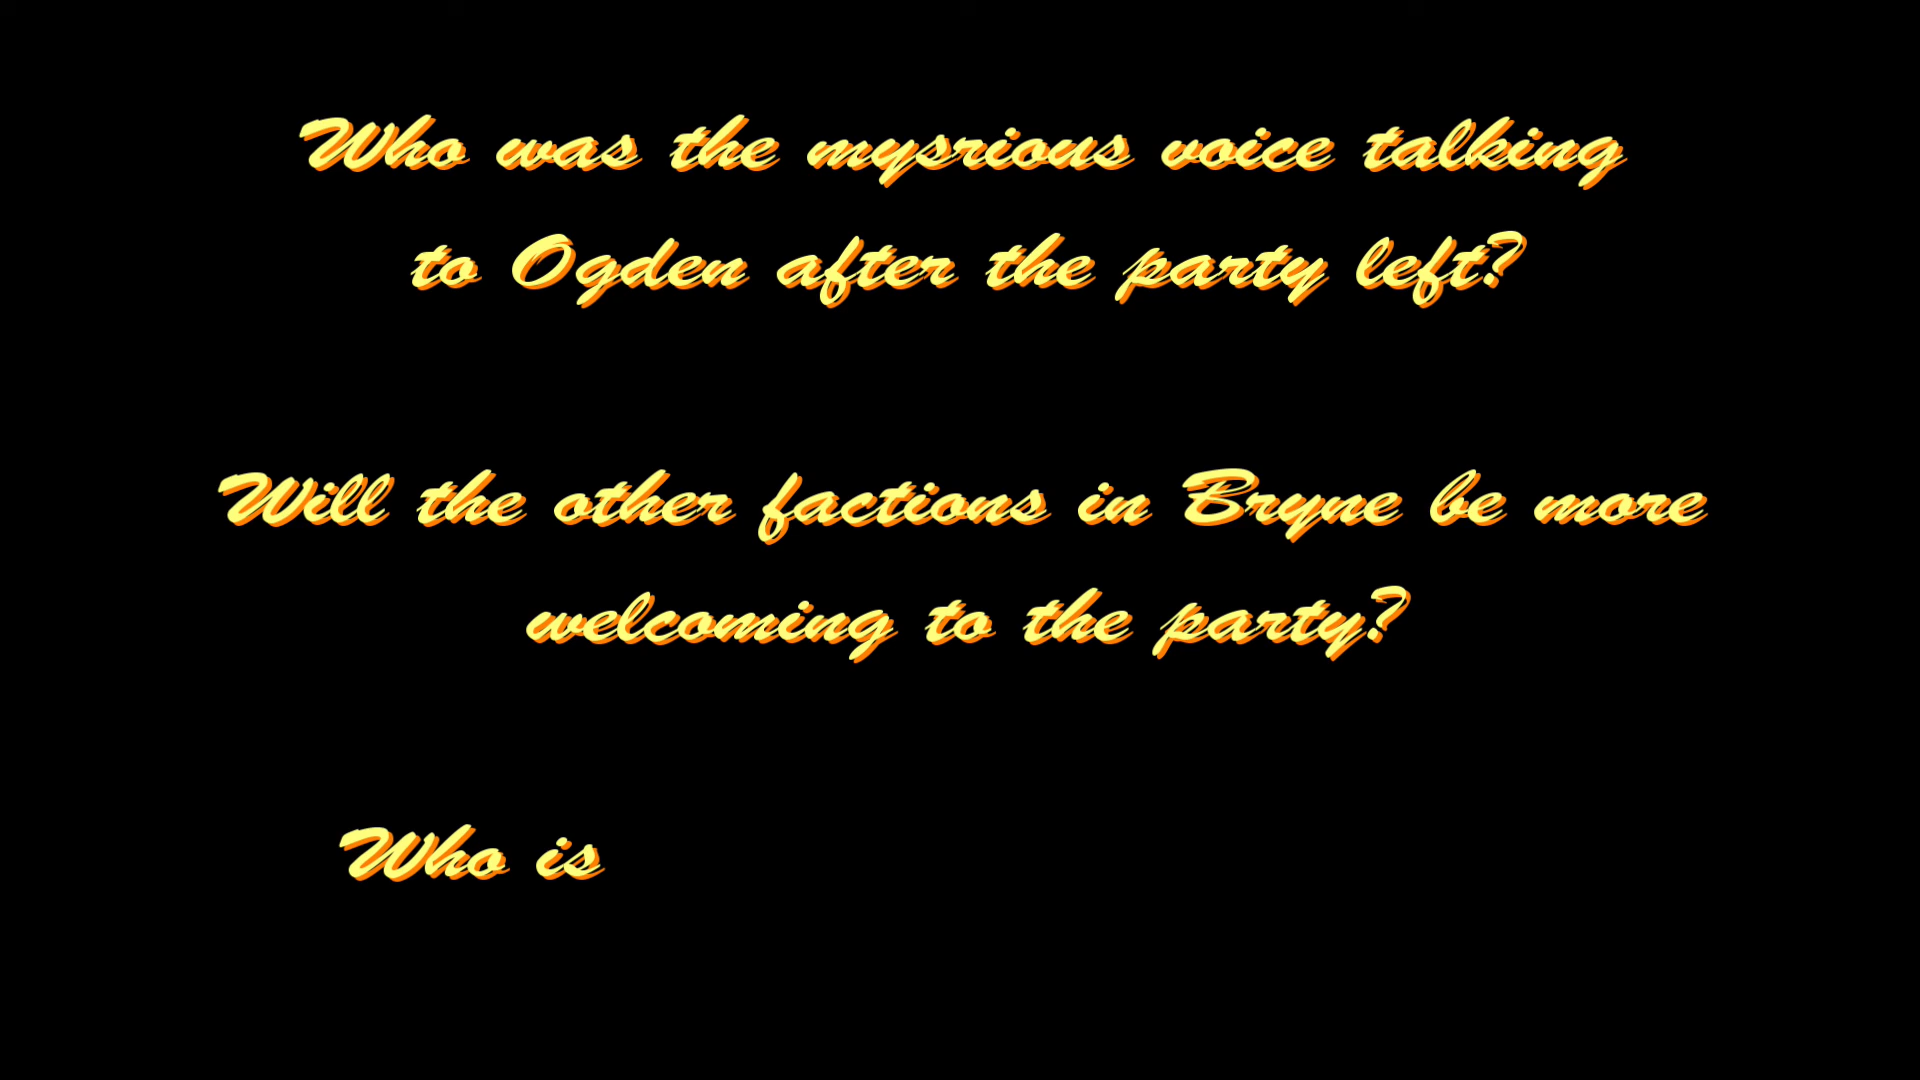 Who was the mysrious voice talking
to Ogden after the party left?
Will the other factions in Bryne be more
welcoming to the party?
Who is